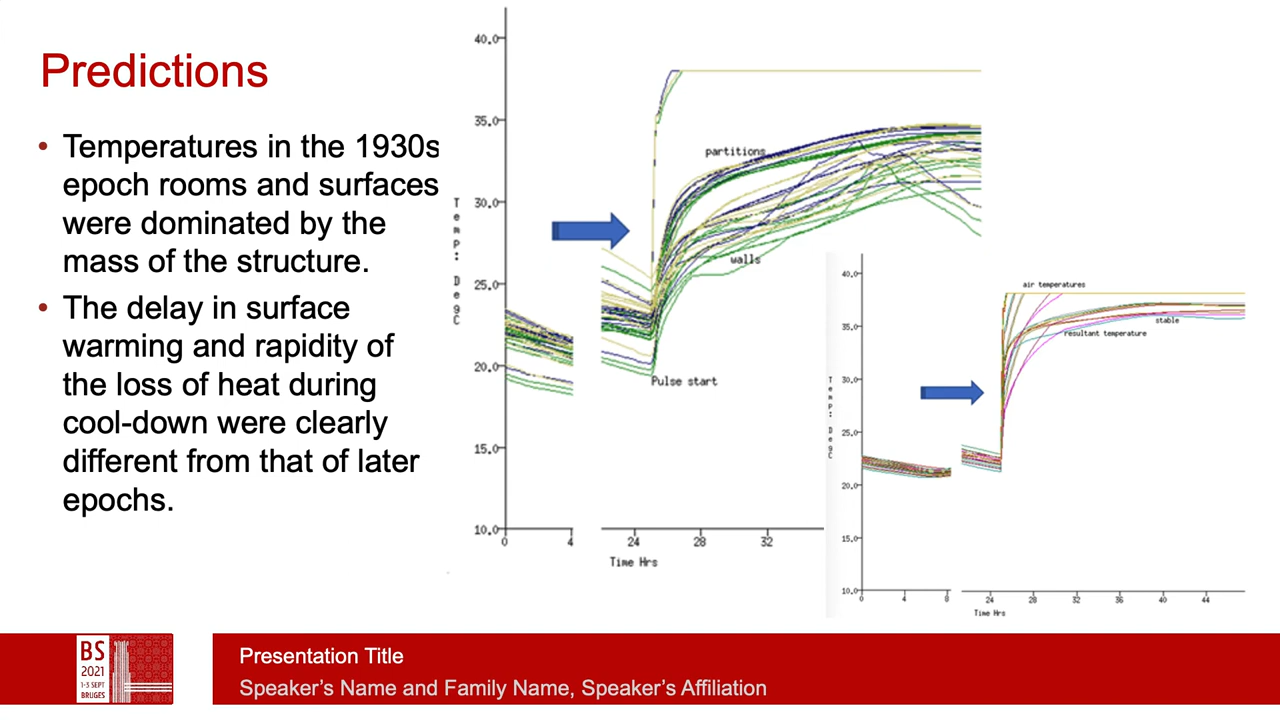 Predictions
• Temperatures in the 1930s
epoch rooms and surfaces
were dominated by the
mass of the structure.
• The delay in surface
warming and rapidity of
the loss of heat during
cool-down were clearly
different from that of later
epochs.
40.0
35.0
30.0
25.0
20.0
15.0
10.0
Temp: DegC
partitions
walls
Pulse start
0 4 24 28 32
Time Hrs
40.0
35.0
30.0
25.0
20.0
15.0
10.0
Temp: DegC
air temperatures
stable
resultant temperature
0 4 8 24 28 32 36 40 44
Time Hrs
BS
2021
1-3 SEPT
BRUGES
Presentation Title
Speaker's Name and Family Name, Speaker's Affiliation